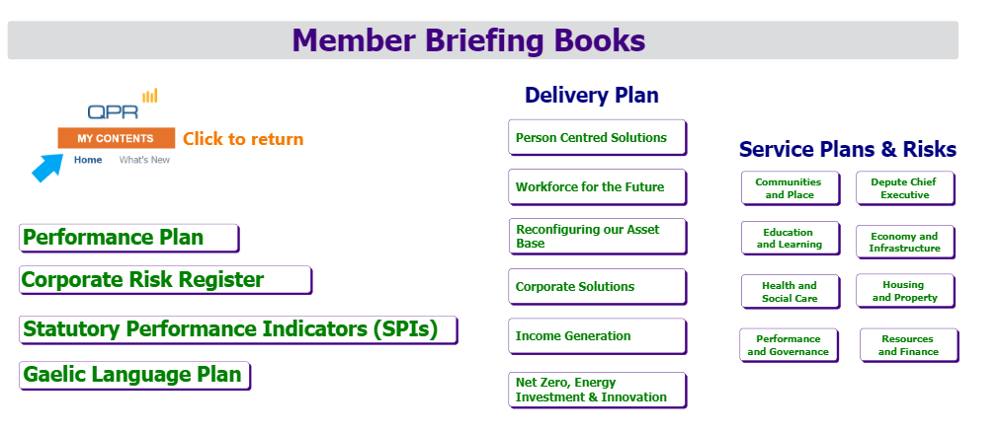 Member Briefing Books
QPR
MY CONTENTS
Click to return
Home
What's New
Performance Plan
Corporate Risk Register
Statutory Performance Indicators (SPIs)
Gaelic Language Plan
Delivery Plan
Person Centred Solutions
Workforce for the Future
Reconfiguring our Asset
Base
Corporate Solutions
Income Generation
Net Zero, Energy
Investment & Innovation
Service Plans & Risks
Communities
and Place
Depute Chief
Executive
Education
and Learning
Economy and
Infrastructure
Health and
Social Care
Housing
and Property
Performance
and Governance
Resources
and Finance